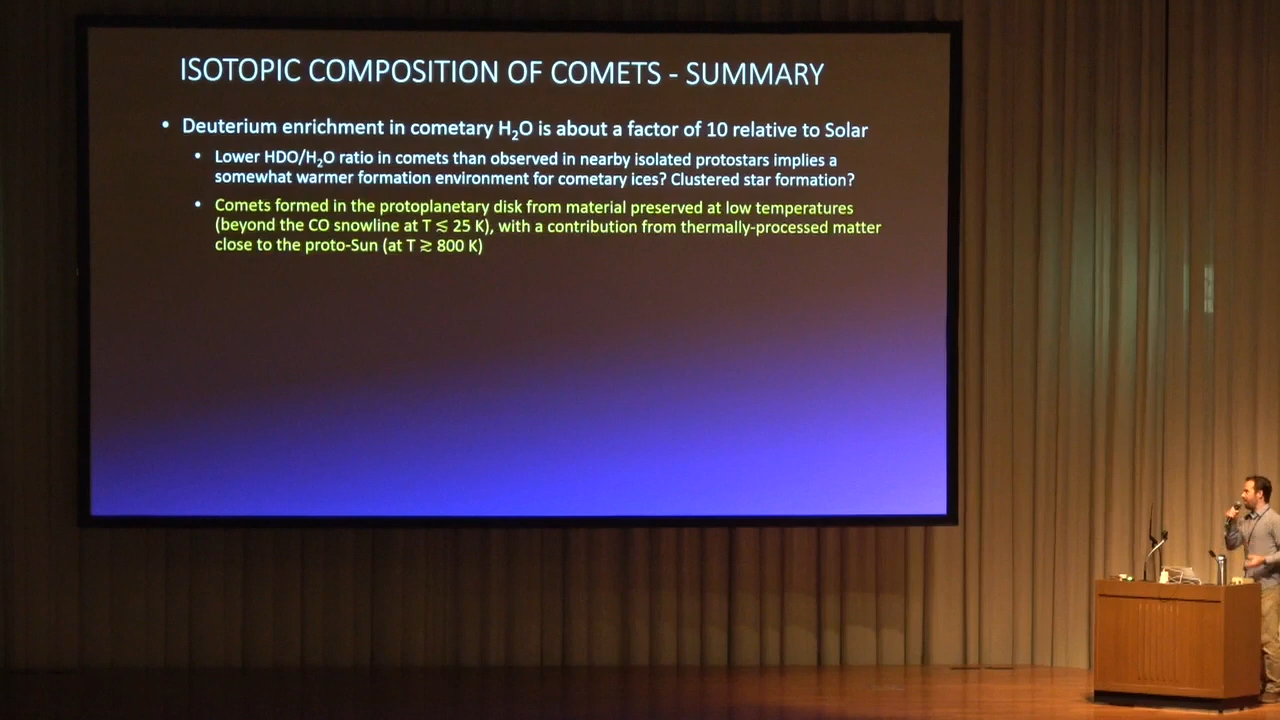 ISOTOPIC COMPOSITION OF COMETS - SUMMARY
• Deuterium enrichment in cometary H₂O is about a factor of 10 relative to Solar
• Lower HDO/H₂O ratio in comets than observed in nearby isolated protostars implies a
somewhat warmer formation environment for cometary ices? Clustered star formation?
• Comets formed in the protoplanetary disk from material preserved at low temperatures
(beyond the CO snowline at T ≲ 25 K), with a contribution from thermally-processed matter
close to the proto-Sun (at T ≳ 800 K)